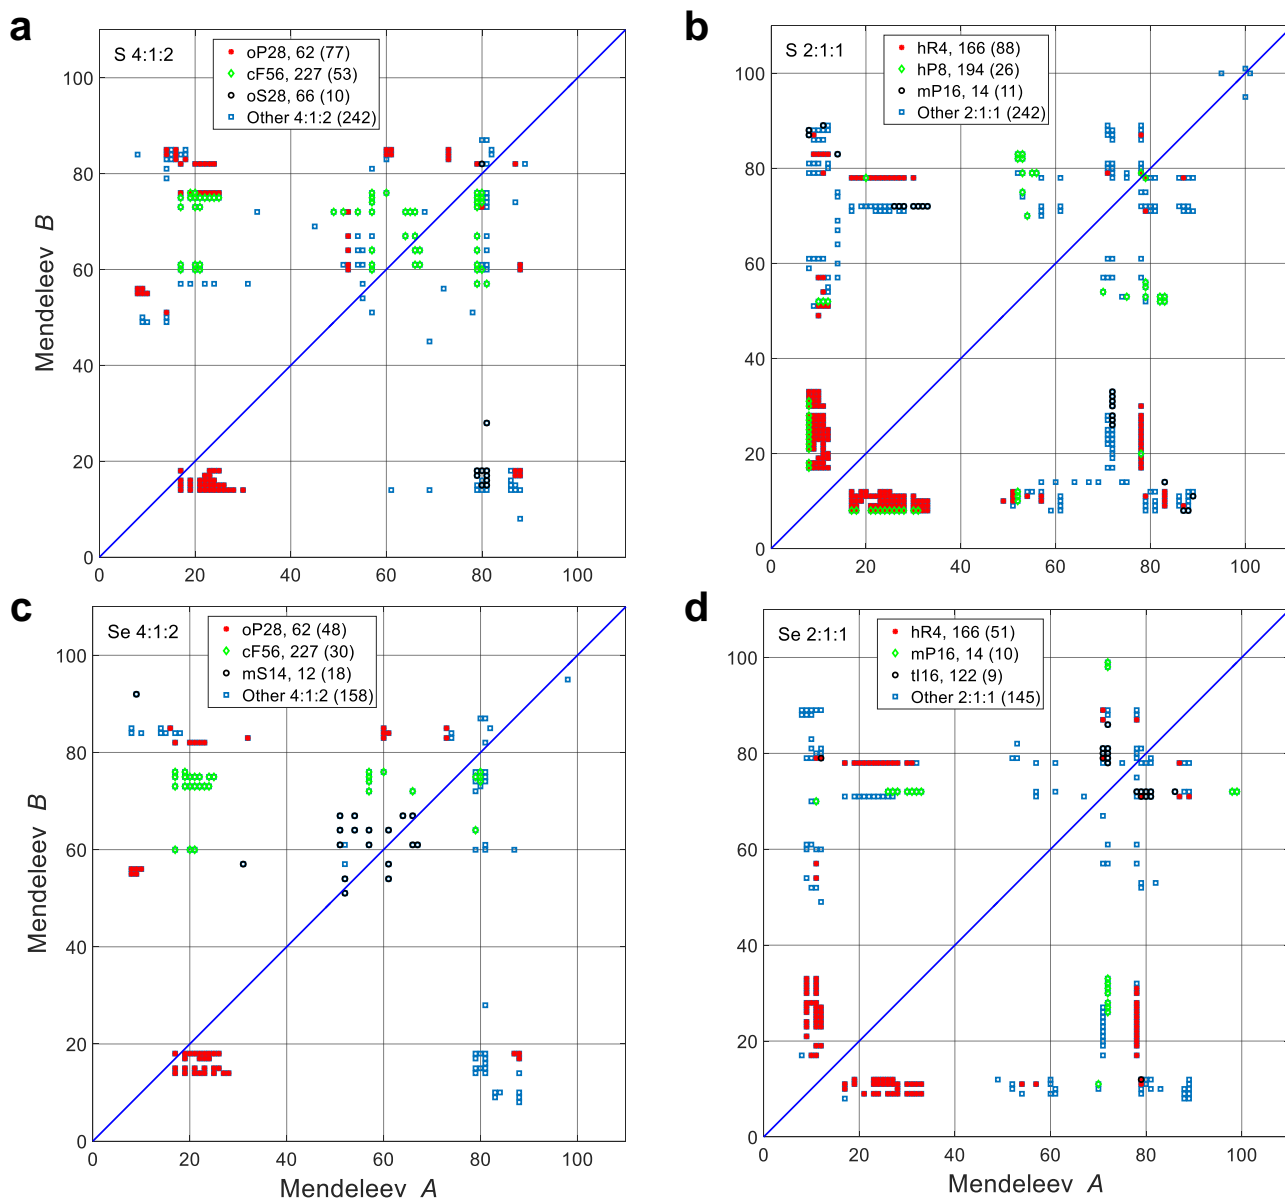 a
S 4:1:2
oP28, 62 (77)
cF56, 227 (53)
oS28, 66 (10)
Other 4:1:2 (242)
100
80
60
40
20
0
0 20 40 60 80 100
Mendeleev B
b
S 2:1:1
hR4, 166 (88)
hP8, 194 (26)
mP16, 14 (11)
Other 2:1:1 (242)
100
80
60
40
20
0
0 20 40 60 80 100
c
Se 4:1:2
oP28, 62 (48)
cF56, 227 (30)
mS14, 12 (18)
Other 4:1:2 (158)
100
80
60
40
20
0
0 20 40 60 80 100
Mendeleev B
Mendeleev A
d
Se 2:1:1
hR4, 166 (51)
mP16, 14 (10)
tI16, 122 (9)
Other 2:1:1 (145)
100
80
60
40
20
0
0 20 40 60 80 100
Mendeleev A